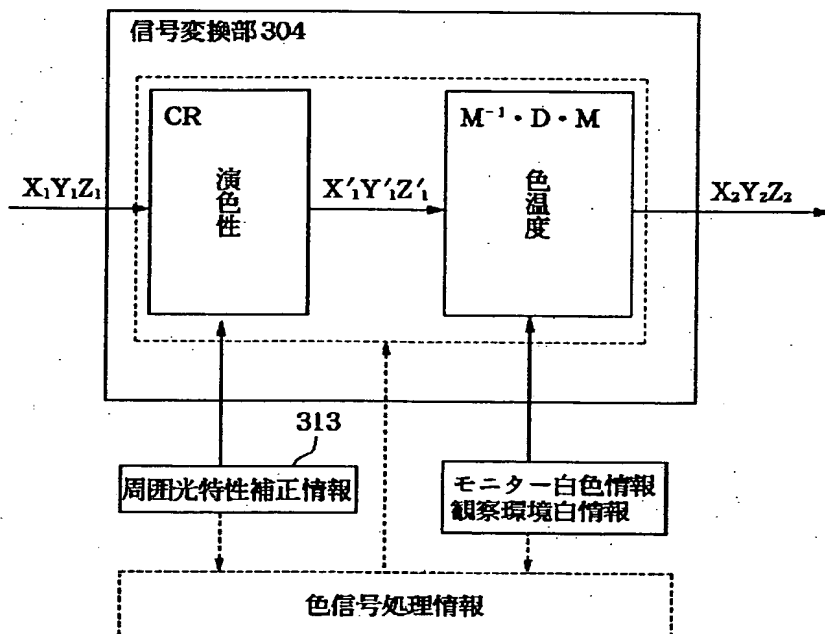 信号変換部304
CR
演色性
M⁻¹・D・M
色温度
X₁Y₁Z₁
X′₁Y′₁Z′₁
X₂Y₂Z₂
313
周囲光特性補正情報
モニター白色情報
観察環境白情報
色信号処理情報